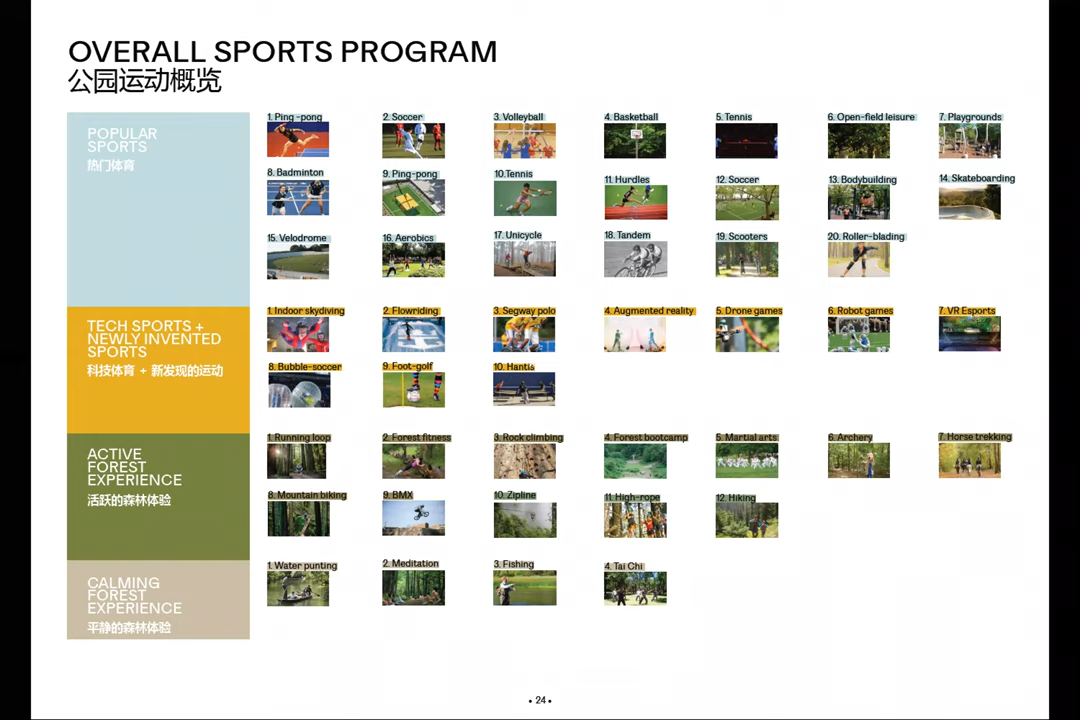 OVERALL SPORTS PROGRAM
公园运动概览
POPULAR
SPORTS
热门体育
1. Ping-pong
2. Soccer
3. Volleyball
4. Basketball
5. Tennis
6. Open-field leisure
7. Playgrounds
8. Badminton
9. Ping-pong
10.Tennis
11. Hurdles
12. Soccer
13. Bodybuilding
14. Skateboarding
15. Velodrome
16. Aerobics
17. Unicycle
18. Tandem
19. Scooters
20. Roller-blading
TECH SPORTS +
NEWLY INVENTED
SPORTS
科技体育 + 新发现的运动
1. Indoor skydiving
2. Flowriding
3. Segway polo
4. Augmented reality
5. Drone games
6. Robot games
7. VR Esports
8. Bubble-soccer
9. Foot-golf
10. Hantis
ACTIVE
FOREST
EXPERIENCE
活跃的森林体验
1. Running loop
2. Forest fitness
3. Rock climbing
4. Forest bootcamp
5. Martial arts
6. Archery
7. Horse trekking
8. Mountain biking
9. BMX
10. Zipline
11. High-rope
12. Hiking
CALMING
FOREST
EXPERIENCE
平静的森林体验
1. Water punting
2. Meditation
3. Fishing
4. Tai Chi
• 24 •